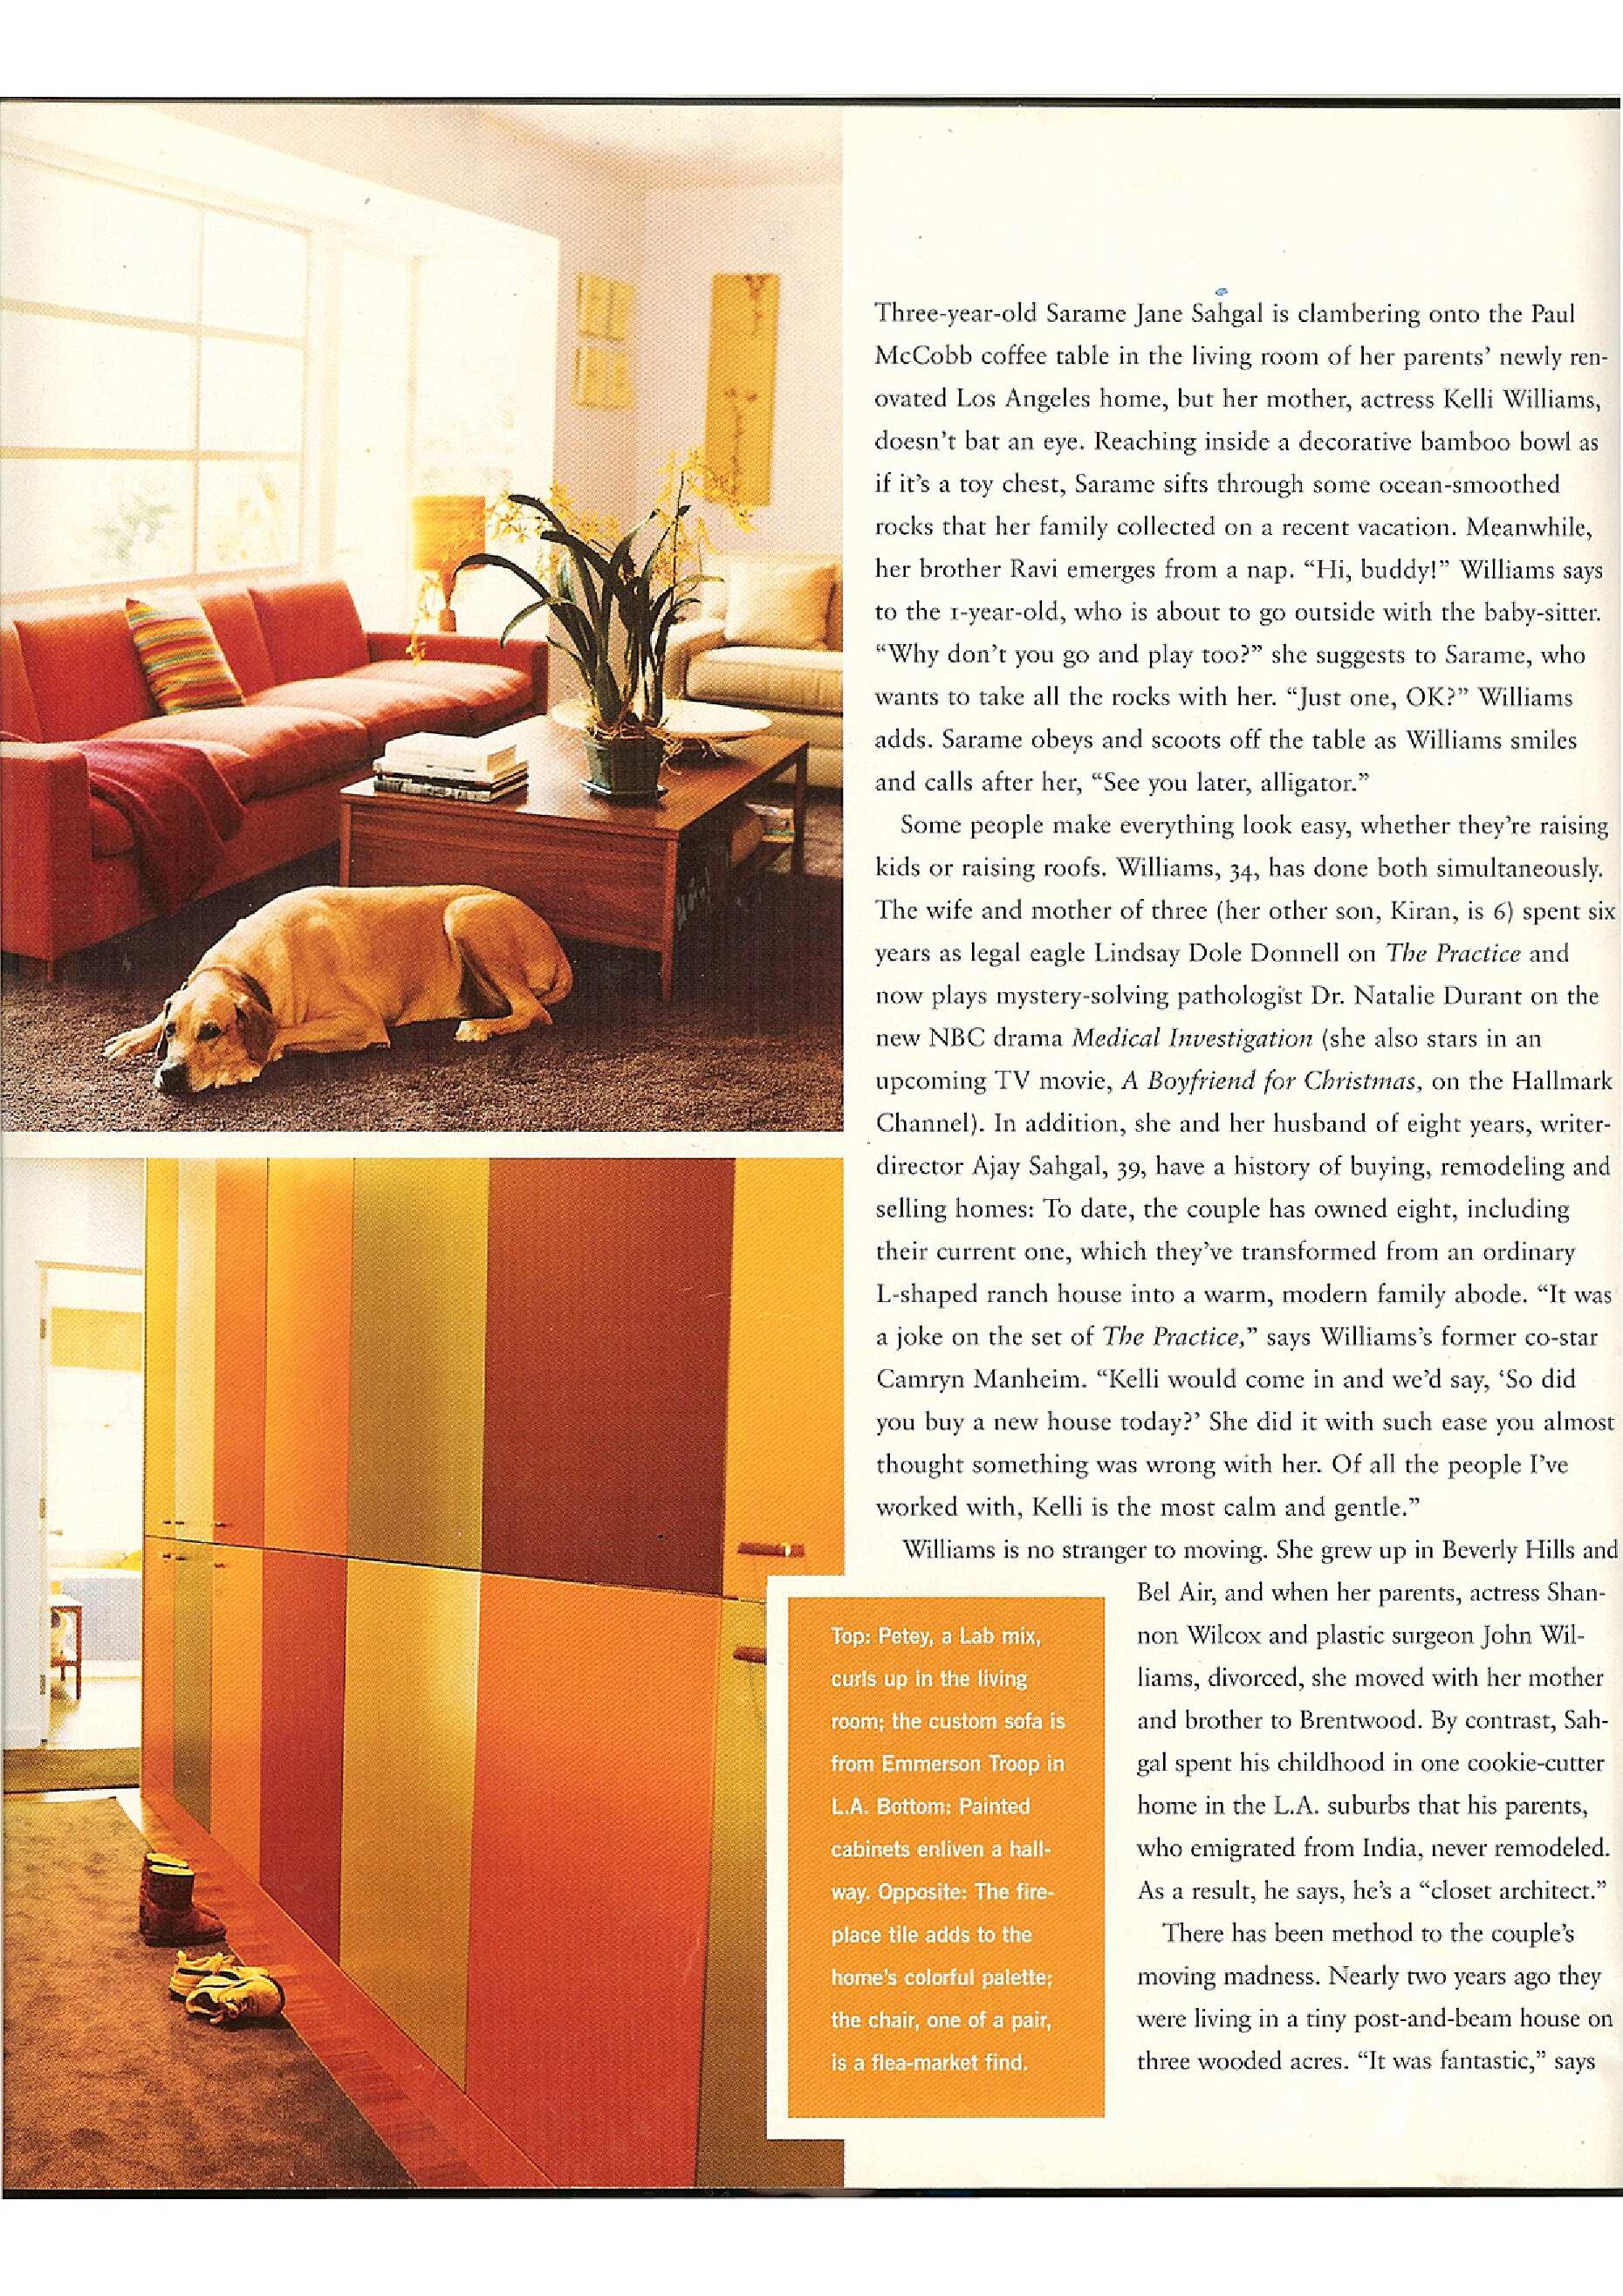 Three-year-old Sarame Jane Sahgal is clambering onto the Paul
McCobb coffee table in the living room of her parents' newly ren-
ovated Los Angeles home, but her mother, actress Kelli Williams,
doesn't bat an eye. Reaching inside a decorative bamboo bowl as
if it's a toy chest, Sarame sifts through some ocean-smoothed
rocks that her family collected on a recent vacation. Meanwhile,
her brother Ravi emerges from a nap. "Hi, buddy!" Williams says
to the 1-year-old, who is about to go outside with the baby-sitter.
"Why don't you go and play too?" she suggests to Sarame, who
wants to take all the rocks with her. "Just one, OK?" Williams
adds. Sarame obeys and scoots off the table as Williams smiles
and calls after her, "See you later, alligator."
Some people make everything look easy, whether they're raising
kids or raising roofs. Williams, 34, has done both simultaneously.
The wife and mother of three (her other son, Kiran, is 6) spent six
years as legal eagle Lindsay Dole Donnell on The Practice and
now plays mystery-solving pathologist Dr. Natalie Durant on the
new NBC drama Medical Investigation (she also stars in an
upcoming TV movie, A Boyfriend for Christmas, on the Hallmark
Channel). In addition, she and her husband of eight years, writer-
director Ajay Sahgal, 39, have a history of buying, remodeling and
selling homes: To date, the couple has owned eight, including
their current one, which they've transformed from an ordinary
L-shaped ranch house into a warm, modern family abode. "It was
a joke on the set of The Practice," says Williams's former co-star
Camryn Manheim. "Kelli would come in and we'd say, 'So did
you buy a new house today?' She did it with such ease you almost
thought something was wrong with her. Of all the people I've
worked with, Kelli is the most calm and gentle."
Williams is no stranger to moving. She grew up in Beverly Hills and
Bel Air, and when her parents, actress Shan-
non Wilcox and plastic surgeon John Wil-
liams, divorced, she moved with her mother
and brother to Brentwood. By contrast, Sah-
gal spent his childhood in one cookie-cutter
home in the L.A. suburbs that his parents,
who emigrated from India, never remodeled.
As a result, he says, he's a "closet architect."
There has been method to the couple's
moving madness. Nearly two years ago they
were living in a tiny post-and-beam house on
three wooded acres. "It was fantastic," says
Top: Petey, a Lab mix,
curls up in the living
room; the custom sofa is
from Emmerson Troop in
L.A. Bottom: Painted
cabinets enliven a hall-
way. Opposite: The fire-
place tile adds to the
home's colorful palette;
the chair, one of a pair,
is a flea-market find.